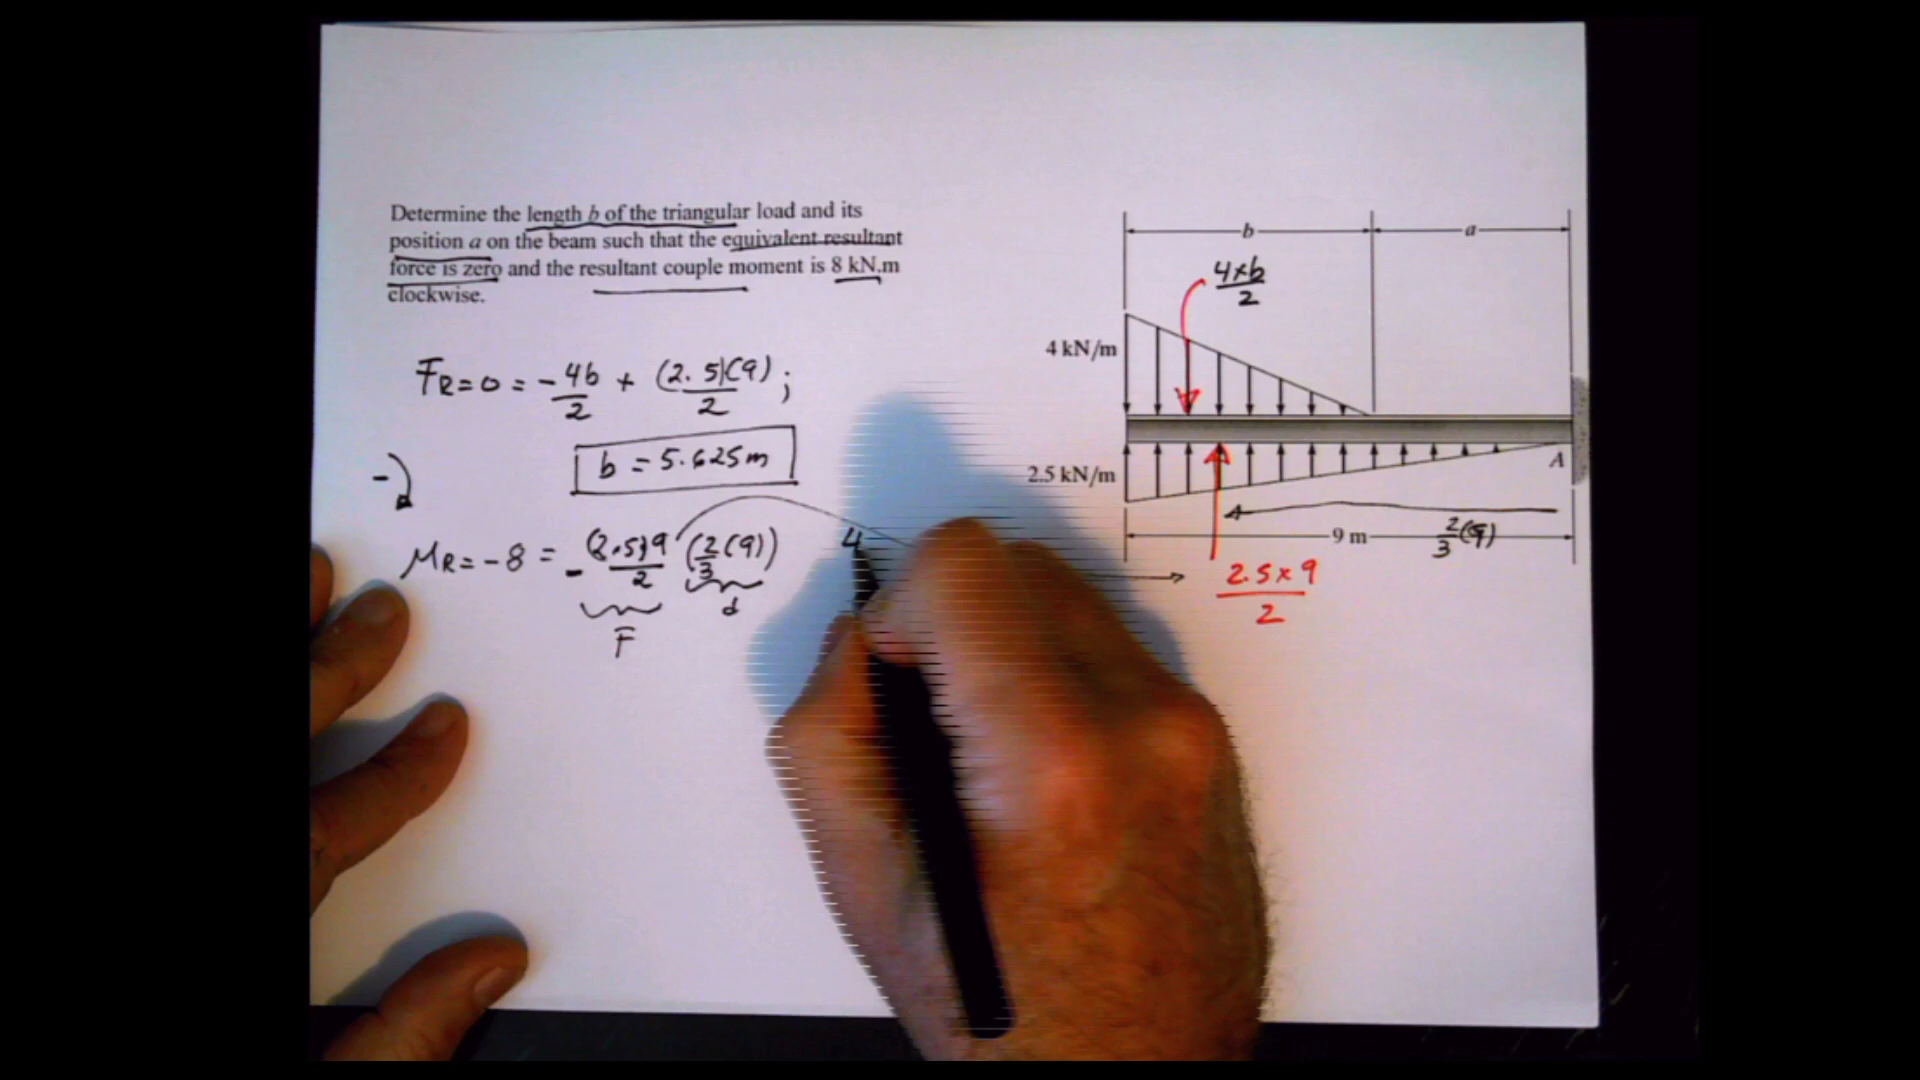 Determine the length b of the triangular load and its
position a on the beam such that the equivalent resultant
force is zero and the resultant couple moment is 8 kN.m
clockwise.
FR=0 = -4b/2 + (2.5)(9)/2 ;
b = 5.625m
-
MR=-8 = -(2.5)9/2 (2/3(9)) 4
F
d
b
a
4×b/2
4 kN/m
2.5 kN/m
A
9 m
2/3(9)
2.5×9/2